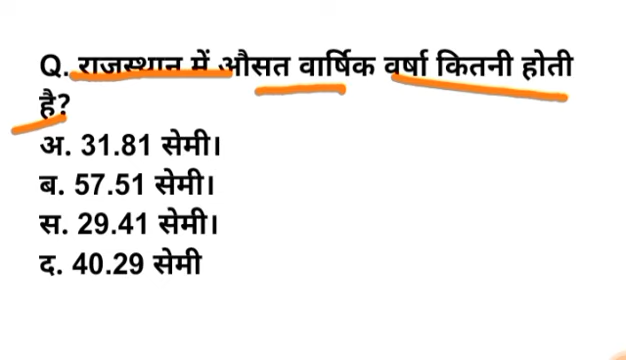 Q. राजस्थान में औसत वार्षिक वर्षा कितनी होती
है?
अ. 31.81 सेमी।
ब. 57.51 सेमी।
स. 29.41 सेमी।
द. 40.29 सेमी